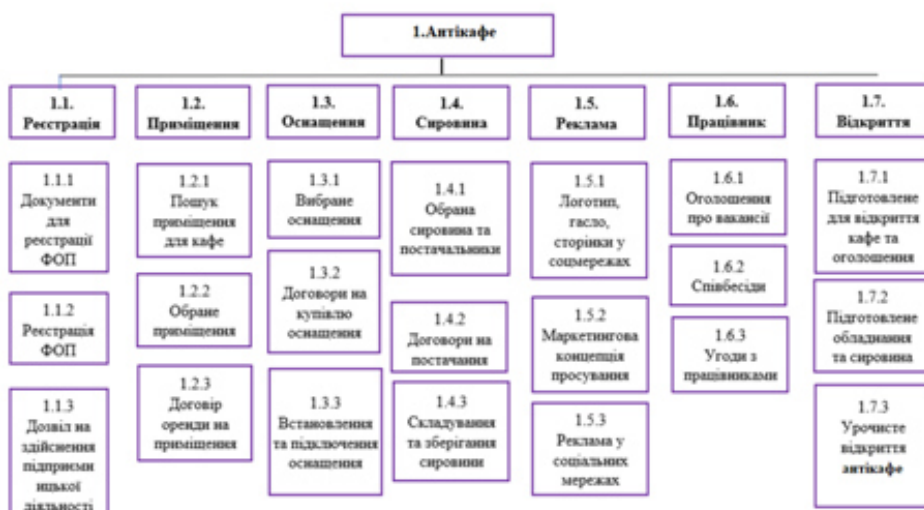 1.Антікафе
1.1.
Реєстрація
1.2.
Приміщення
1.3.
Оснащення
1.4.
Сировина
1.5.
Реклама
1.6.
Працівник
1.7.
Відкриття
1.1.1
Документи
для
реєстрації
ФОП
1.1.2
Реєстрація
ФОП
1.1.3
Дозвіл на
здійснення
підприєми
ицької
діяльності
1.2.1
Пошук
приміщення
для кафе
1.2.2
Обране
приміщення
1.2.3
Договір
оренди на
приміщення
1.3.1
Вибране
оснащення
1.3.2
Договори на
купівлю
оснащення
1.3.3
Встановлення
та підключення
оснащення
1.4.1
Обрана
сировина та
постачальники
1.4.2
Договори на
постачання
1.4.3
Складування
та зберігання
сировини
1.5.1
Логотип,
гасло,
сторінки у
соцмережах
1.5.2
Маркетингова
концепція
просування
1.5.3
Реклама у
соціальних
мережах
1.6.1
Оголошення
про вакансії
1.6.2
Співбесіди
1.6.3
Угоди з
працівниками
1.7.1
Підготовлене
для відкриття
кафе та
оголошення
1.7.2
Підготовлене
обладнання
та сировина
1.7.3
Урочисте
відкриття
антікафе